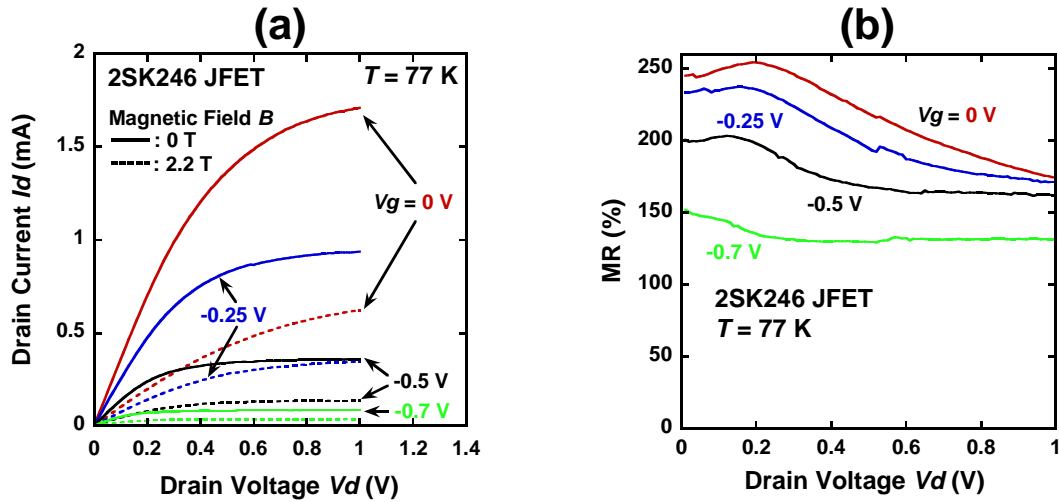 (a)
2SK246 JFET
T = 77 K
Magnetic Field B
: 0 T
: 2.2 T
Vg = 0 V
-0.25 V
-0.5 V
-0.7 V
Drain Current Id (mA)
2
1.5
1
0.5
0
0 0.2 0.4 0.6 0.8 1 1.2 1.4
Drain Voltage Vd (V)
(b)
MR (%)
250
200
150
100
50
0
Vg = 0 V
-0.25 V
-0.5 V
-0.7 V
2SK246 JFET
T = 77 K
0 0.2 0.4 0.6 0.8 1
Drain Voltage Vd (V)